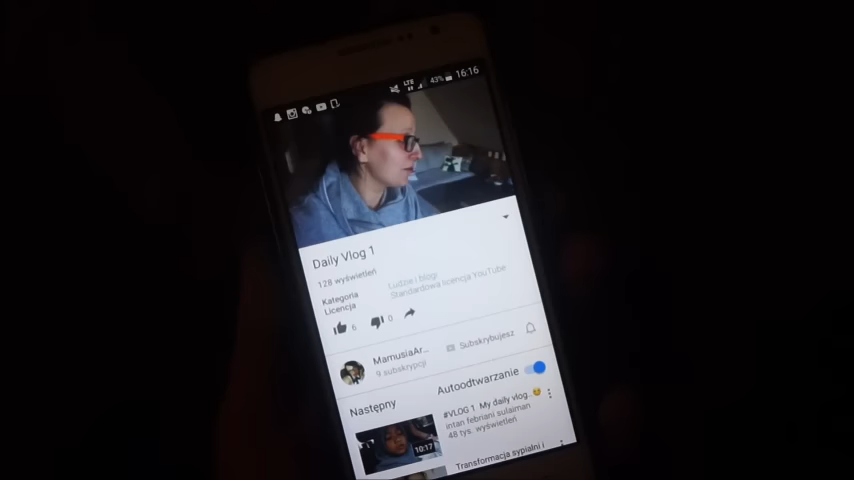 LTE 43% 16:16
Daily Vlog 1
128 wyświetleń
Kategoria Ludzie i blogi
Licencja Standardowa licencja YouTube
6 0
MamusiaAr... Subskrybujesz
9 subskrypcji
Autoodtwarzanie
Następny
#VLOG 1 My daily vlog..
intan febriani sulaiman
48 tys. wyświetleń
10:17
Transformacja sypialni i